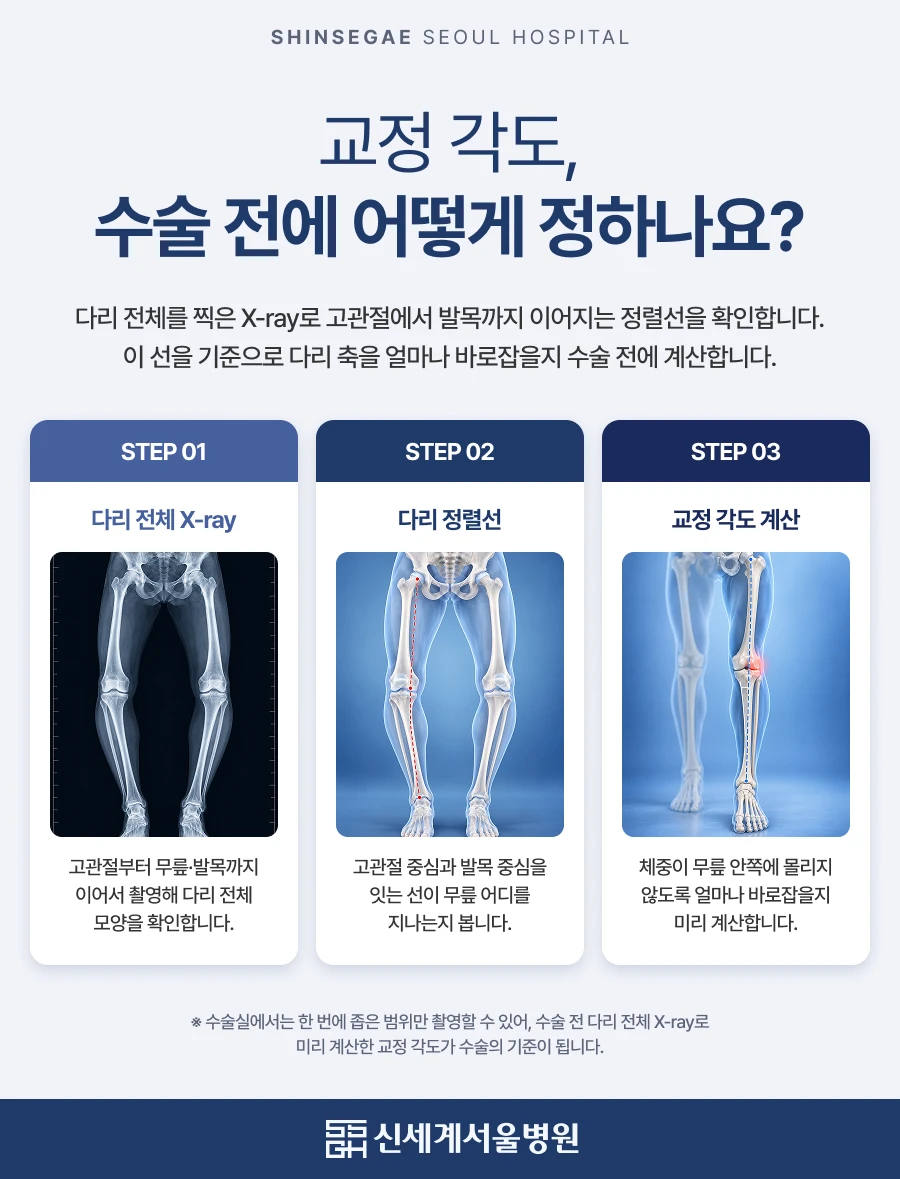 SHINSEGAE SEOUL HOSPITAL
교정 각도,
수술 전에 어떻게 정하나요?
다리 전체를 찍은 X-ray로 고관절에서 발목까지 이어지는 정렬선을 확인합니다.
이 선을 기준으로 다리 축을 얼마나 바로잡을지 수술 전에 계산합니다.
STEP 01
다리 전체 X-ray
고관절부터 무릎·발목까지
이어서 촬영해 다리 전체
모양을 확인합니다.
STEP 02
다리 정렬선
고관절 중심과 발목 중심을
잇는 선이 무릎 어디를
지나는지 봅니다.
STEP 03
교정 각도 계산
체중이 무릎 안쪽에 몰리지
않도록 얼마나 바로잡을지
미리 계산합니다.
※ 수술실에서는 한 번에 좁은 범위만 촬영할 수 있어, 수술 전 다리 전체 X-ray로
미리 계산한 교정 각도가 수술의 기준이 됩니다.
SSGH 신세계서울병원